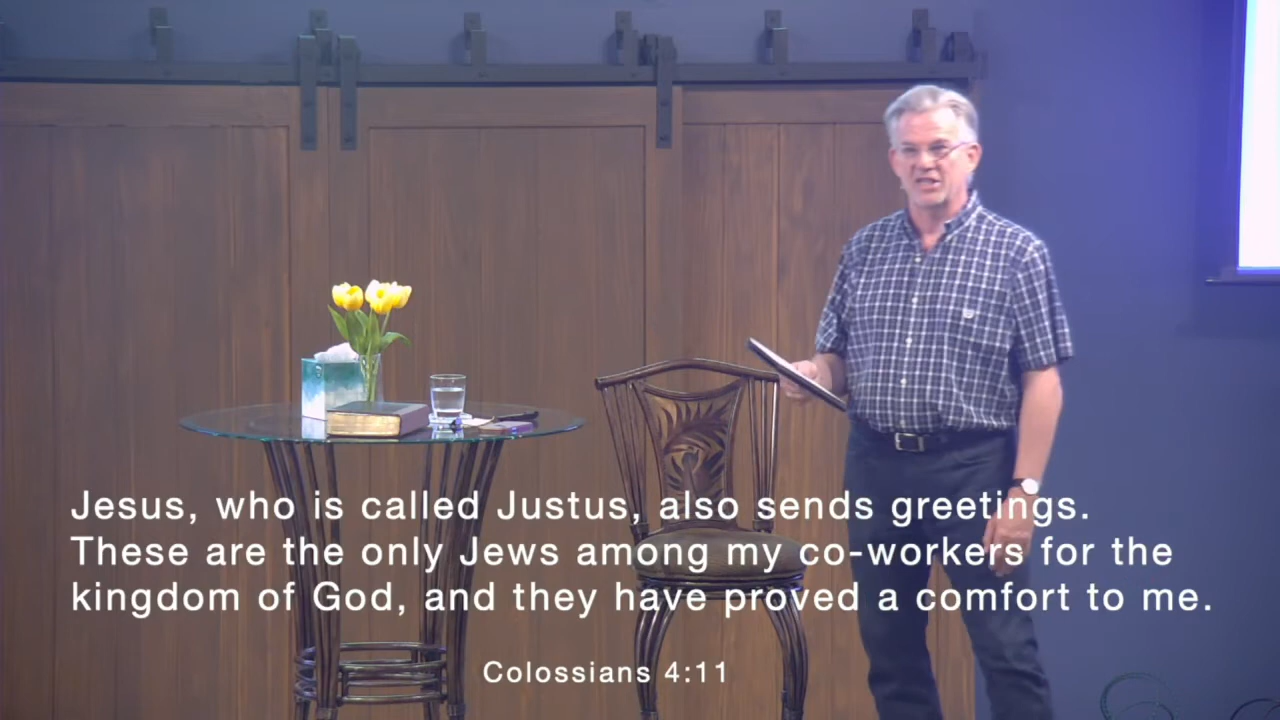 Jesus, who is called Justus, also sends greetings.
These are the only Jews among my co-workers for the
kingdom of God, and they have proved a comfort to me.
Colossians 4:11